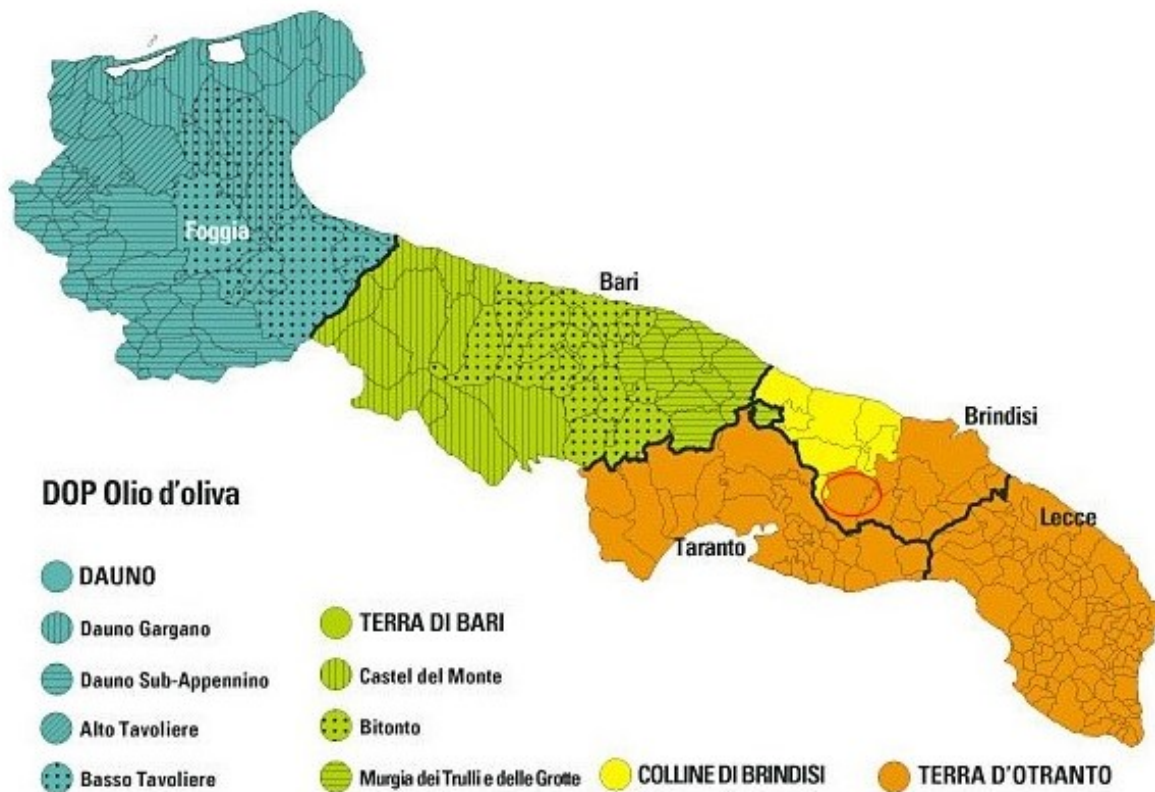 Foggia
Bari
Brindisi
Lecce
Taranto
DOP Olio d'oliva
DAUNO
Dauno Gargano
Dauno Sub-Appennino
Alto Tavoliere
Basso Tavoliere
TERRA DI BARI
Castel del Monte
Bitonto
Murgia dei Trulli e delle Grotte
COLLINE DI BRINDISI
TERRA D'OTRANTO